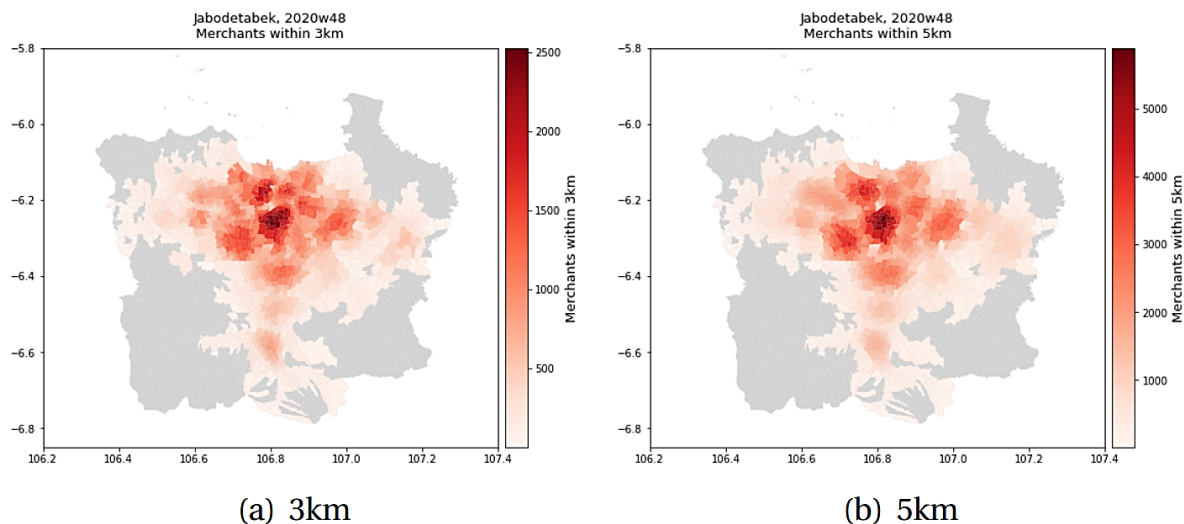 Jabodetabek, 2020w48
Merchants within 3km
−5.8
−6.0
−6.2
−6.4
−6.6
−6.8
106.2 106.4 106.6 106.8 107.0 107.2 107.4
2500
2000
1500
1000
500
Merchants within 3km
(a) 3km
Jabodetabek, 2020w48
Merchants within 5km
−5.8
−6.0
−6.2
−6.4
−6.6
−6.8
106.2 106.4 106.6 106.8 107.0 107.2 107.4
5000
4000
3000
2000
1000
Merchants within 5km
(b) 5km